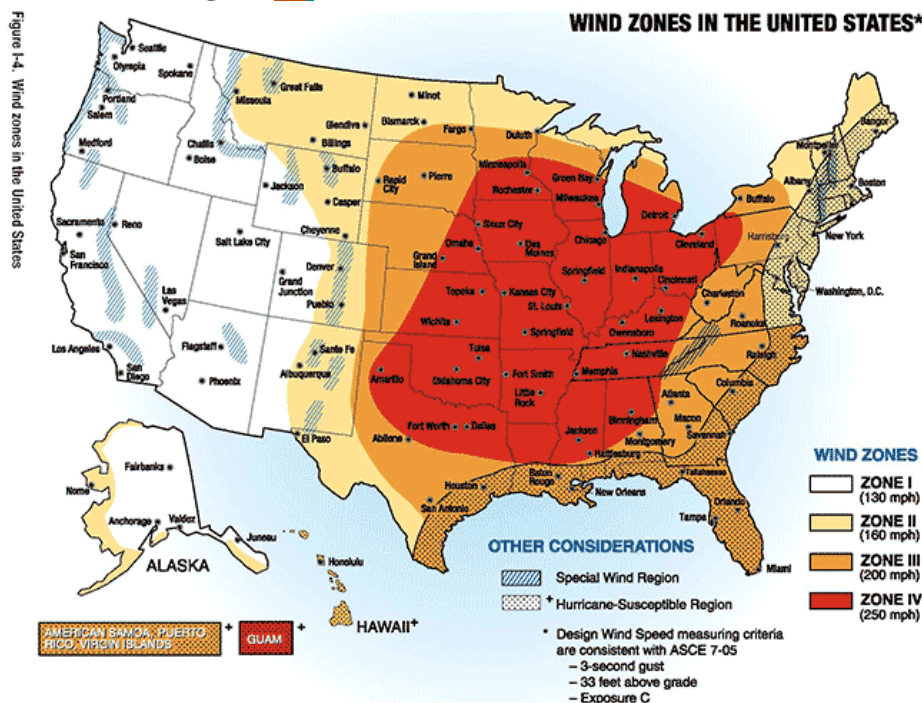 WIND ZONES IN THE UNITED STATES*
Figure I-4. Wind zones in the United States
Seattle
Olympia
Spokane
Portland
Salem
Medford
Missoula
Great Falls
Challis
Boise
Glendive
Billings
Minot
Bismarck
Fargo
Duluth
Jackson
Buffalo
Casper
Rapid City
Pierre
Minneapolis
Rochester
Green Bay
Milwaukee
Detroit
Buffalo
Albany
Montpelier
Bangor
Boston
New York
Harrisburg
Washington, D.C.
Sacramento
Reno
San Francisco
Salt Lake City
Cheyenne
Grand Junction
Denver
Pueblo
Grand Island
Omaha
Sioux City
Des Moines
Chicago
Cleveland
Springfield
Indianapolis
Cincinnati
Charleston
Roanoke
Raleigh
Las Vegas
Topeka
Kansas City
St. Louis
Lexington
Owensboro
Wichita
Springfield
Los Angeles
San Diego
Flagstaff
Phoenix
Santa Fe
Albuquerque
El Paso
Amarillo
Tulsa
Oklahoma City
Fort Smith
Little Rock
Memphis
Nashville
Atlanta
Columbia
Macon
Savannah
Birmingham
Montgomery
Abilene
Fort Worth
Dallas
Jackson
Hattiesburg
Houston
San Antonio
Baton Rouge
New Orleans
Tallahassee
Orlando
Tampa
Miami
Fairbanks
Nome
Anchorage
Valdez
Juneau
ALASKA
Honolulu
HAWAII+
AMERICAN SAMOA, PUERTO
RICO, VIRGIN ISLANDS
+
GUAM
+
OTHER CONSIDERATIONS
Special Wind Region
+ Hurricane-Susceptible Region
* Design Wind Speed measuring criteria
are consistent with ASCE 7-05
– 3-second gust
– 33 feet above grade
– Exposure C
WIND ZONES
ZONE I
(130 mph)
ZONE II
(160 mph)
ZONE III
(200 mph)
ZONE IV
(250 mph)